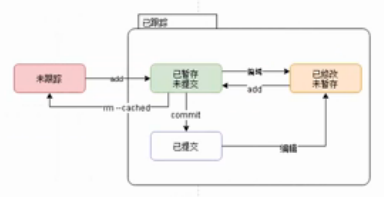 已跟踪
未跟踪
add
已暂存
未提交
编辑
add
已修改
未暂存
rm --cached
commit
已提交
编辑